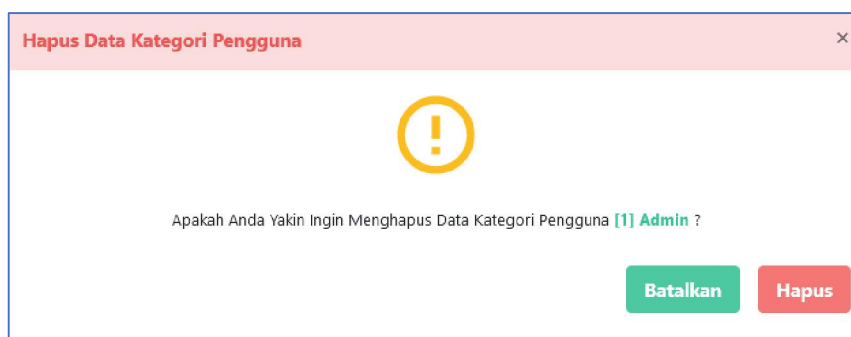 Hapus Data Kategori Pengguna ×
Apakah Anda Yakin Ingin Menghapus Data Kategori Pengguna [1] Admin ?
Batalkan Hapus